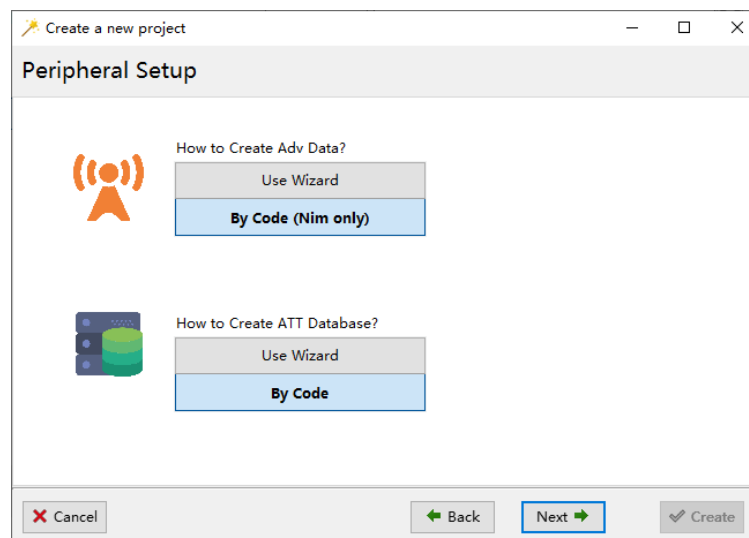 Create a new project
Peripheral Setup
How to Create Adv Data?
Use Wizard
By Code (Nim only)
How to Create ATT Database?
Use Wizard
By Code
Cancel
Back
Next
Create